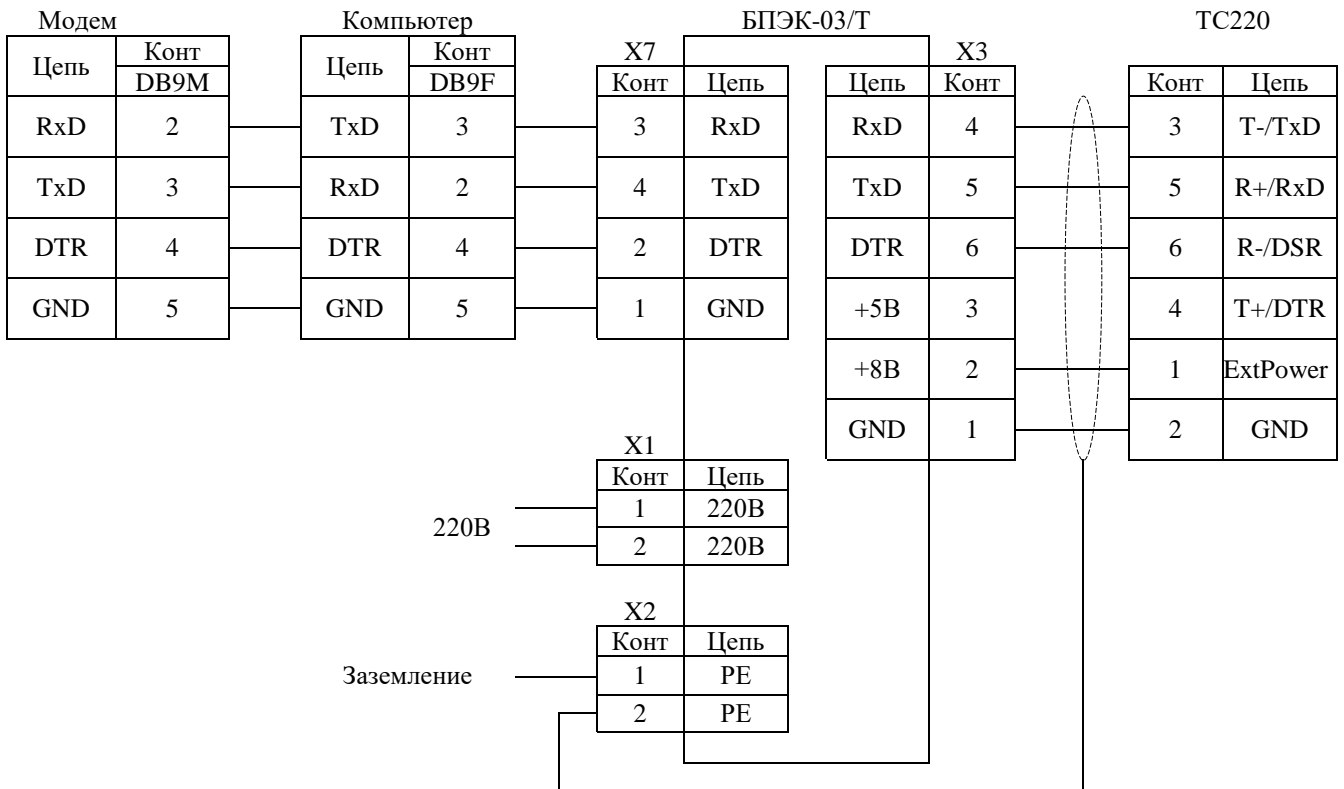 Модем Компьютер БПЭК-03/Т ТС220
Цепь Конт
DB9M
RxD 2
TxD 3
DTR 4
GND 5
Цепь Конт
DB9F
TxD 3
RxD 2
DTR 4
GND 5
X7
Конт Цепь
3 RxD
4 TxD
2 DTR
1 GND
X3
Цепь Конт
RxD 4
TxD 5
DTR 6
+5В 3
+8В 2
GND 1
Конт Цепь
3 T-/TxD
5 R+/RxD
6 R-/DSR
4 T+/DTR
1 ExtPower
2 GND
X1
Конт Цепь
220В
1 220В
2 220В
X2
Конт Цепь
Заземление
1 PE
2 PE